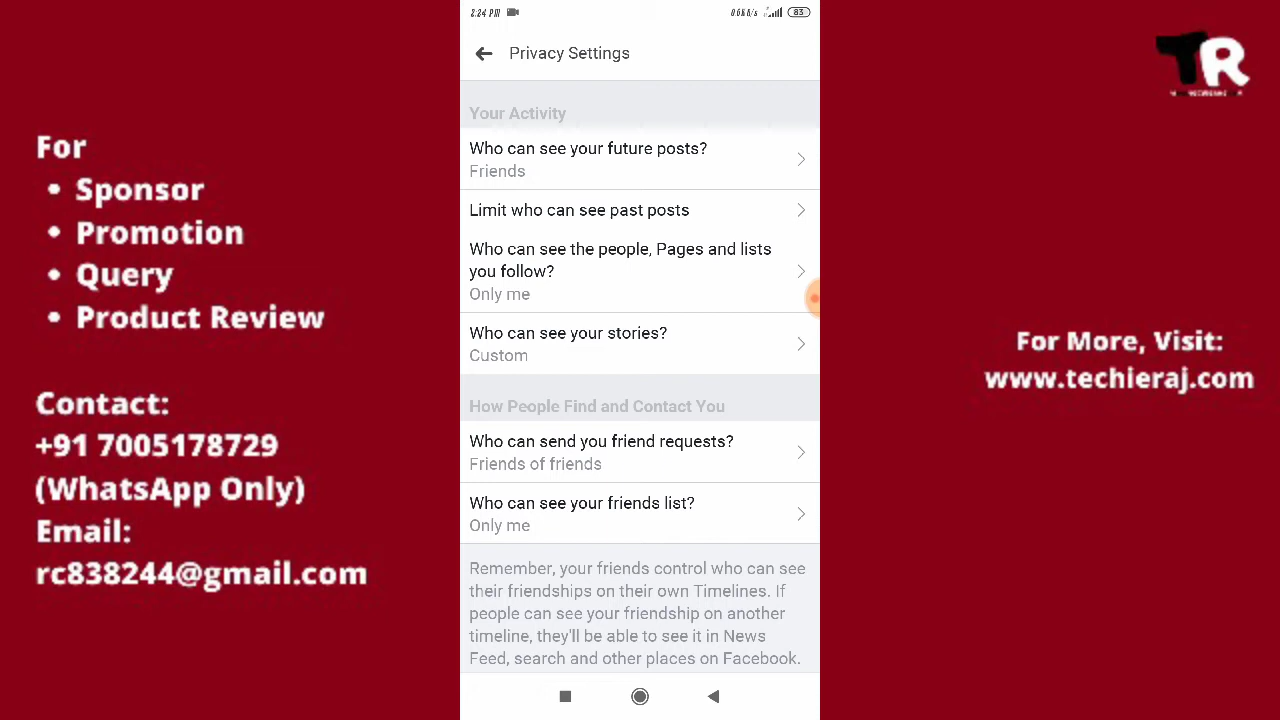 For
• Sponsor
• Promotion
• Query
• Product Review
Contact:
+91 7005178729
(WhatsApp Only)
Email:
rc838244@gmail.com
2:24 PM
83
Privacy Settings
Your Activity
Who can see your future posts?
Friends
Limit who can see past posts
Who can see the people, Pages and lists
you follow?
Only me
Who can see your stories?
Custom
How People Find and Contact You
Who can send you friend requests?
Friends of friends
Who can see your friends list?
Only me
Remember, your friends control who can see
their friendships on their own Timelines. If
people can see your friendship on another
timeline, they'll be able to see it in News
Feed, search and other places on Facebook.
TR
For More, Visit:
www.techieraj.com